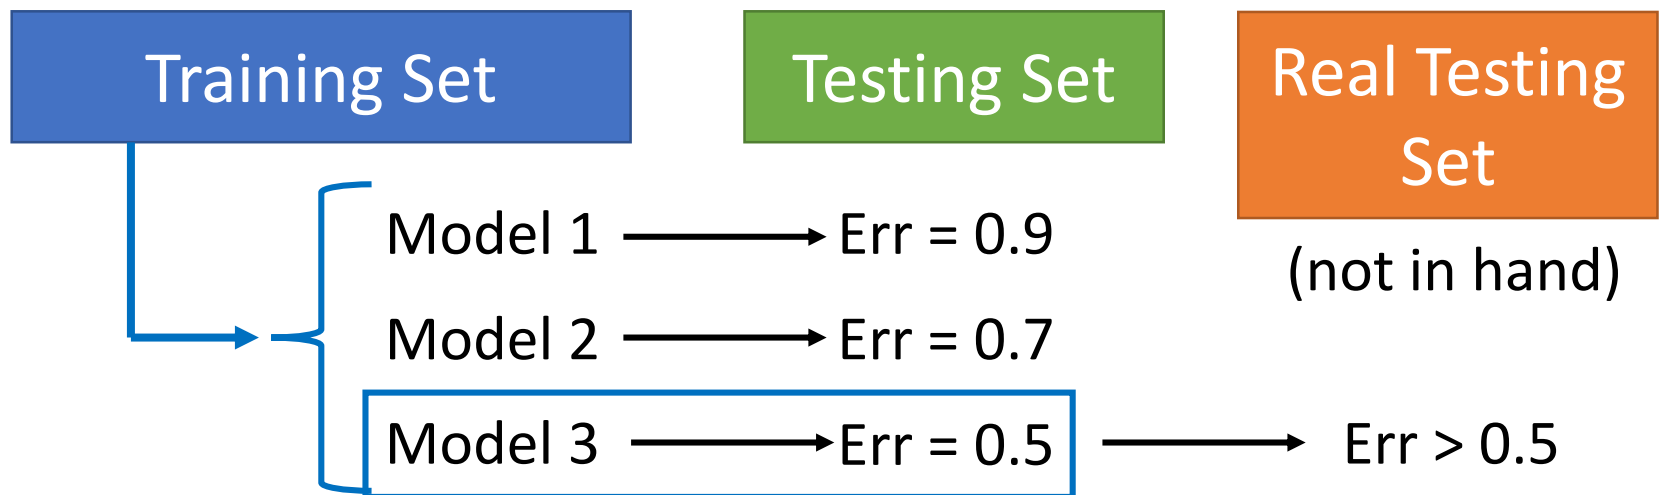 Training Set
Testing Set
Real Testing
Set
(not in hand)
Model 1
Err = 0.9
Model 2
Err = 0.7
Model 3
Err = 0.5
Err > 0.5